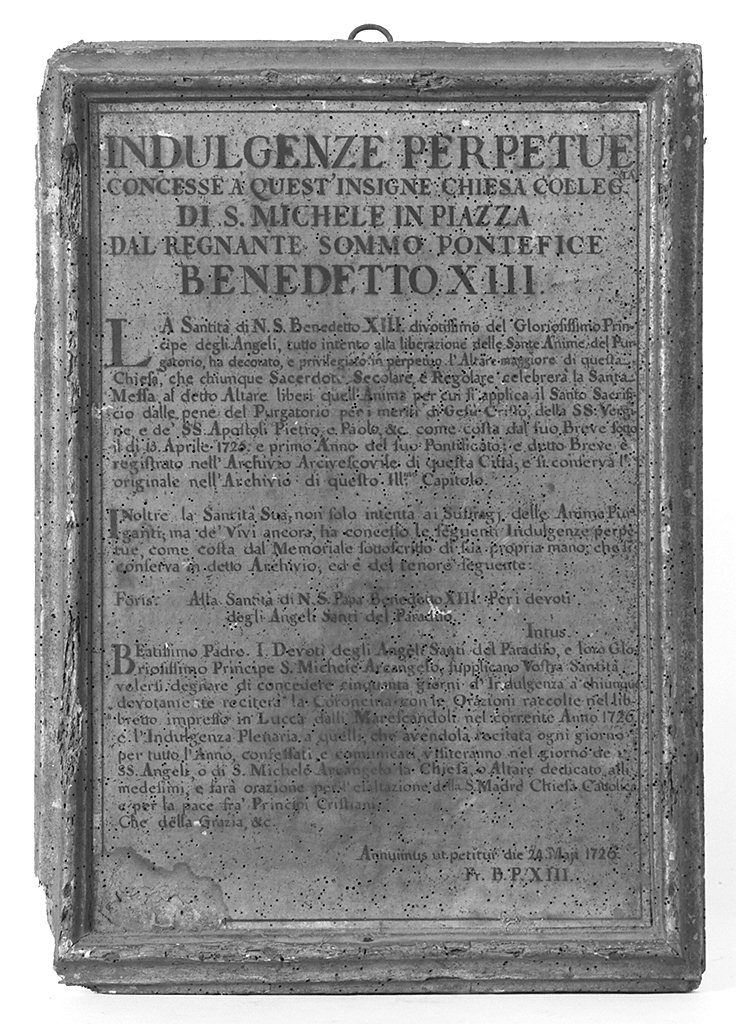 INDULGENZE PERPETUE
CONCESSE A QUEST'INSIGNE CHIESA COLLEG.TA
DI S. MICHELE IN PIAZZA
DAL REGNANTE SOMMO PONTEFICE
BENEDETTO XIII.
LA Santità di N. S. Benedetto XIII. divotissimo del Gloriosissimo Prin-
cipe degli Angeli, tutto intento alla liberazione delle Sante Anime del Pur-
gatorio, ha decorato, e privilegiato in perpetuo l'Altare maggiore di questa
Chiesa, che chiunque Sacerdote Secolare, e Regolare celebrerà la Santa
Messa al detto Altare liberi quell'Anima per cui si applica il Santo Sacrifi-
cio dalle pene del Purgatorio per i meriti di Gesù Cristo, della SS: Vergi-
ne e de' SS. Apostoli Pietro, e Paolo, &c. come costa dal suo Breve sotto
il dì 13. Aprile 1725. e primo Anno del suo Pontificato; e detto Breve è
registrato nell'Archivio Arcivescovile di questa Città, e si conserva l'
originale nell'Archivio di questo Ill.mo Capitolo.
INoltre la Santità Sua, non solo intenta ai Suffragj delle Anime Pur-
ganti, ma de' Vivi ancora, ha concesso le seguenti Indulgenze perpe-
tue, come costa dal Memoriale sottoscritto di sua propria mano, che si
conserva in detto Archivio, ed è del tenore seguente:
Foris. Alla Santità di N. S. Papa Benedetto XIII. Per i devoti
degli Angeli Santi del Paradiso.
Intus.
BEatissimo Padre. I Devoti degli Angeli Santi del Paradiso, e loro Glo-
riosissimo Principe S. Michele Arcangelo, supplicano Vostra Santità
volersi degnare di concedere cinquanta giorni d'Indulgenza a chiunque
devotamente reciterà la Coroncina con le Orazioni raccolte nel lib-
bretto impresso in Lucca dalli Marescandoli nel corrente Anno 1726
e l'Indulgenza Plenaria a quelli, che avendola recitata ogni giorno
per tutto l'Anno, confessati e comunicati visiteranno nel giorno de'
SS. Angeli, o di S. Michele Arcangelo la Chiesa, o Altare dedicato alli
medesimi, e farà orazione per l'esaltazione della S. Madre Chiesa Cattolica
e per la pace fra' Principi Cristiani.
Che della Grazia, &c.
Annuimus ut petitur die 24. Maji 1726.
Fr. B. P. XIII.